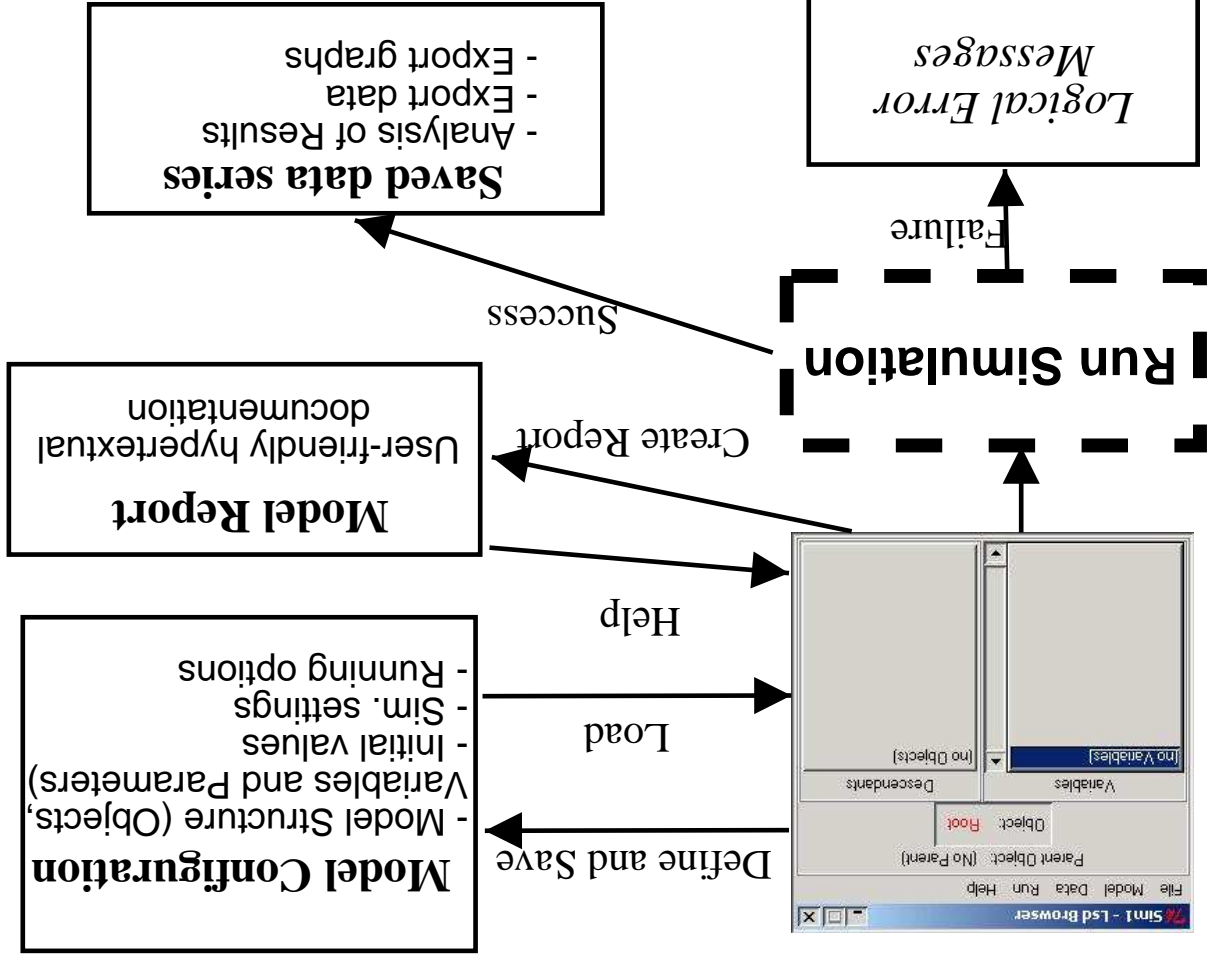 Sim1 - Lsd Browser
File Model Data Run Help
Parent Object: (No Parent)
Object: Root
Variables
Descendants
(no Variables)
(no Objects)
Define and Save
Model Configuration
- Model Structure (Objects,
Variables and Parameters)
- Initial values
- Sim. settings
- Running options
Load
Help
Model Report
User-friendly hypertextual
documentation
Create Report
Run Simulation
Success
Saved data series
- Analysis of Results
- Export data
- Export graphs
Failure
Logical Error
Messages